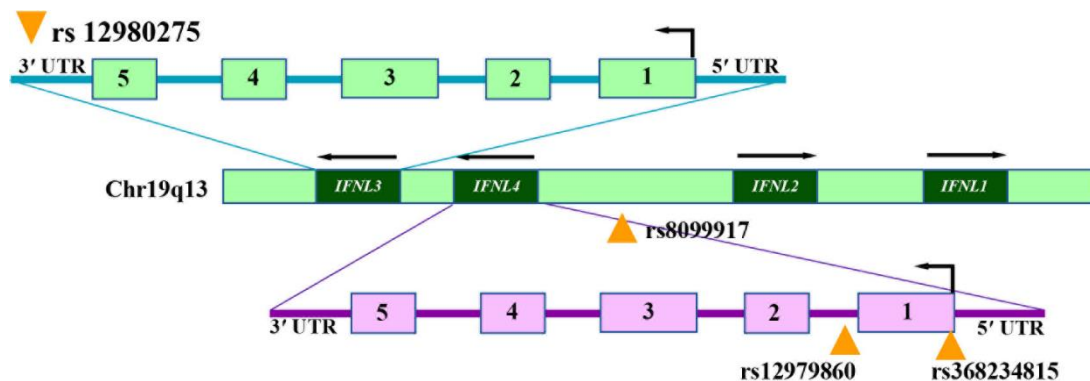 rs 12980275
3′ UTR 5 4 3 2 1 5′ UTR
Chr19q13 IFNL3 IFNL4 IFNL2 IFNL1
rs8099917
3′ UTR 5 4 3 2 1 5′ UTR
rs12979860 rs368234815